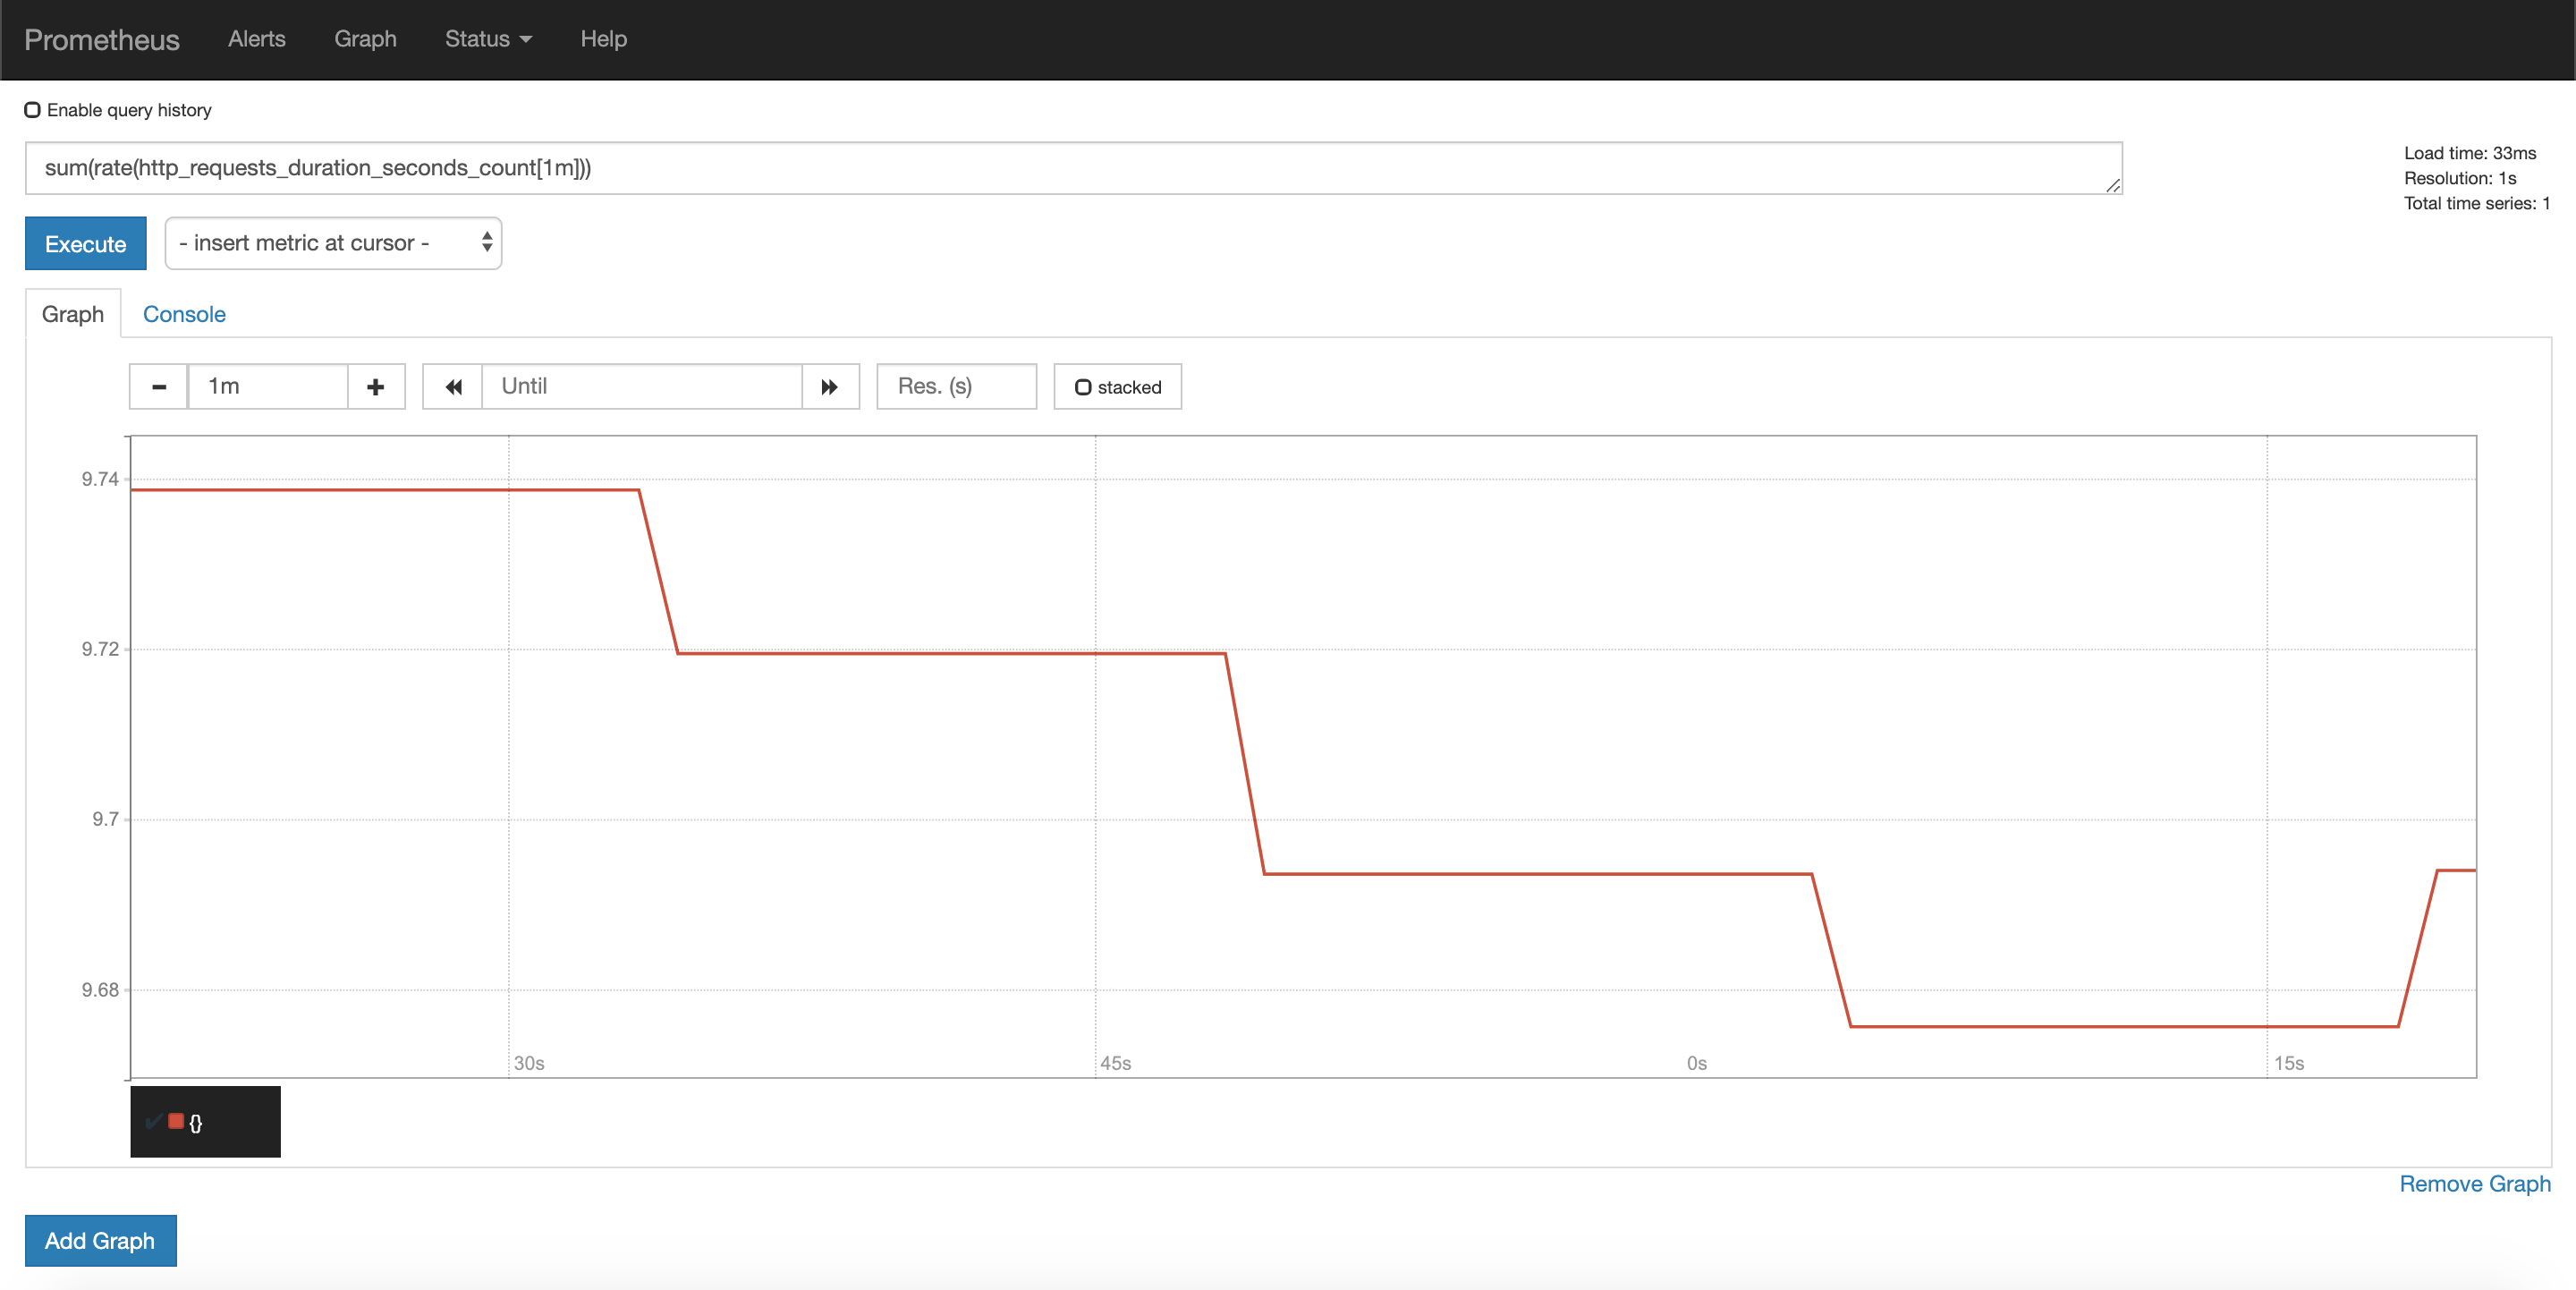 Prometheus Alerts Graph Status Help
Enable query history
sum(rate(http_requests_duration_seconds_count[1m]))
Load time: 33ms
Resolution: 1s
Total time series: 1
Execute - insert metric at cursor -
Graph Console
1m Until Res. (s) stacked
9.74
9.72
9.7
9.68
30s 45s 0s 15s
{}
Remove Graph
Add Graph